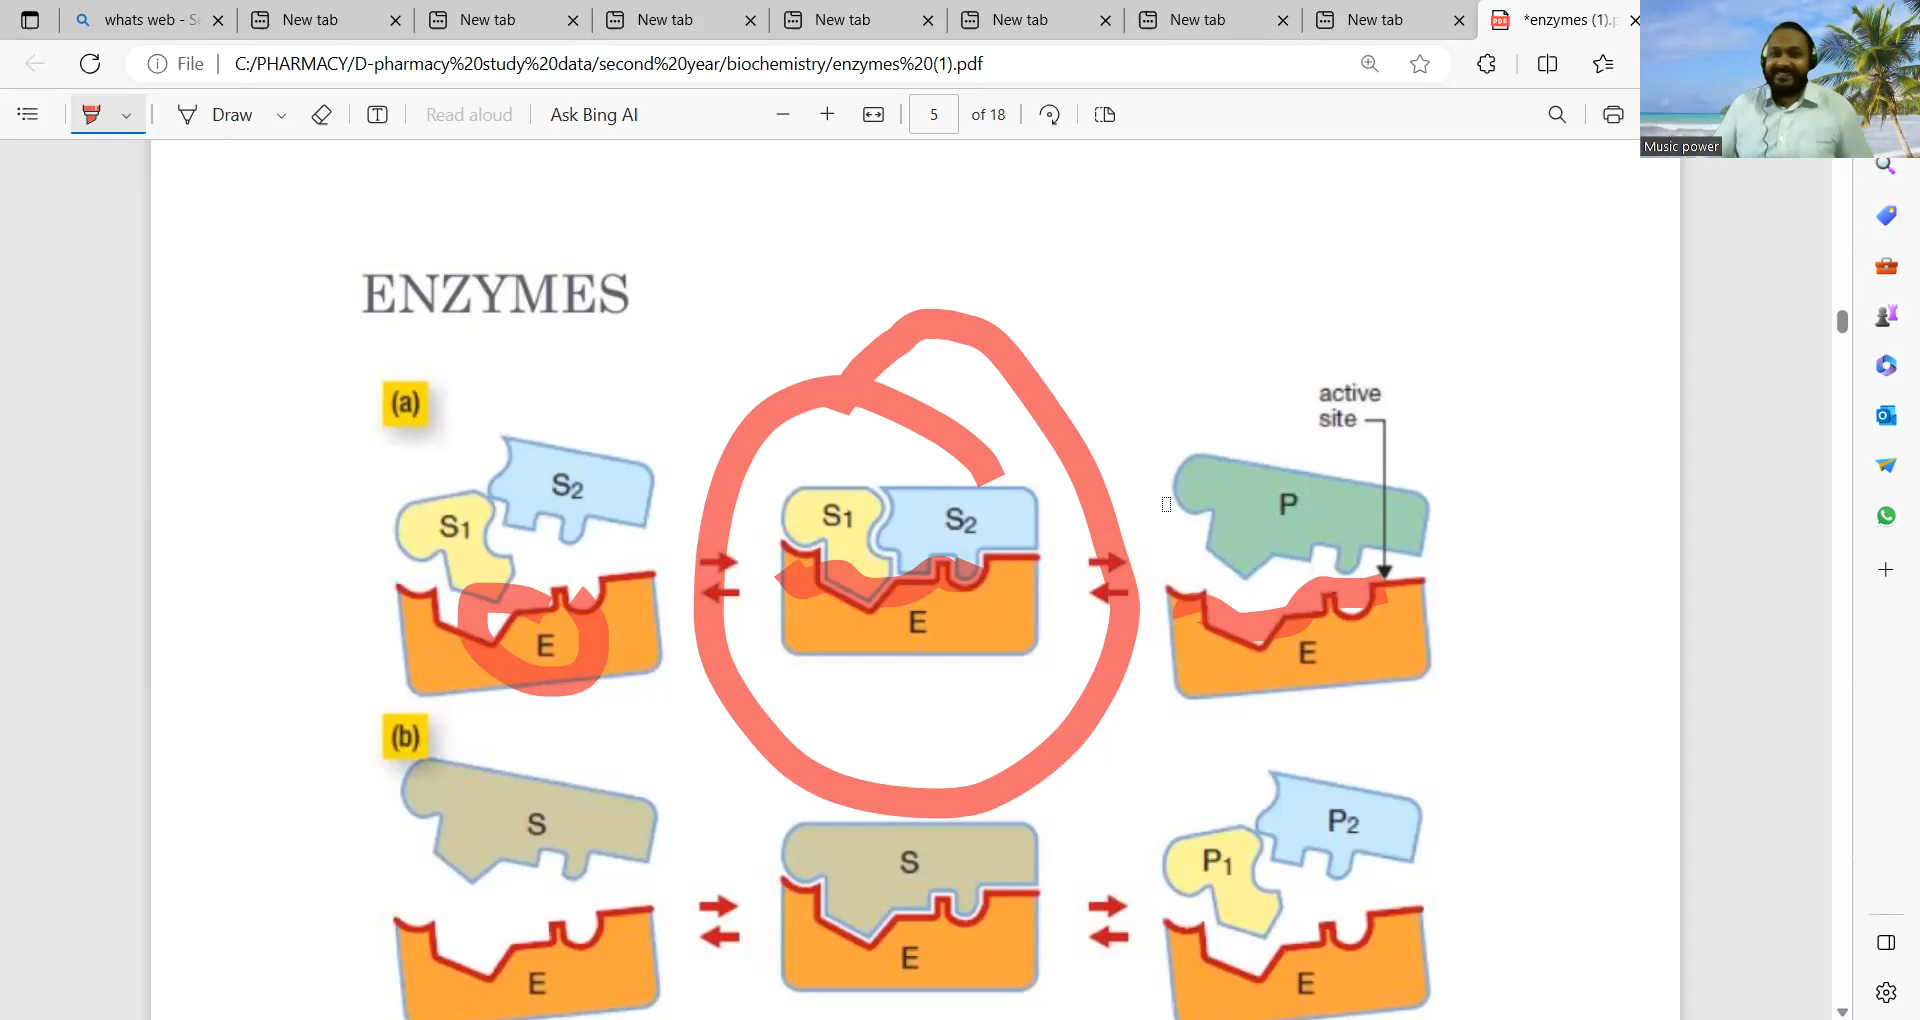 whats web - S
New tab
New tab
New tab
New tab
New tab
New tab
New tab
*enzymes (1).p
File
C:/PHARMACY/D-pharmacy%20study%20data/second%20year/biochemistry/enzymes%20(1).pdf
Draw
Read aloud
Ask Bing AI
5
of 18
Music power
ENZYMES
(a)
active
site
S1
S2
E
S1
S2
E
P
E
(b)
S
E
S
E
P1
P2
E